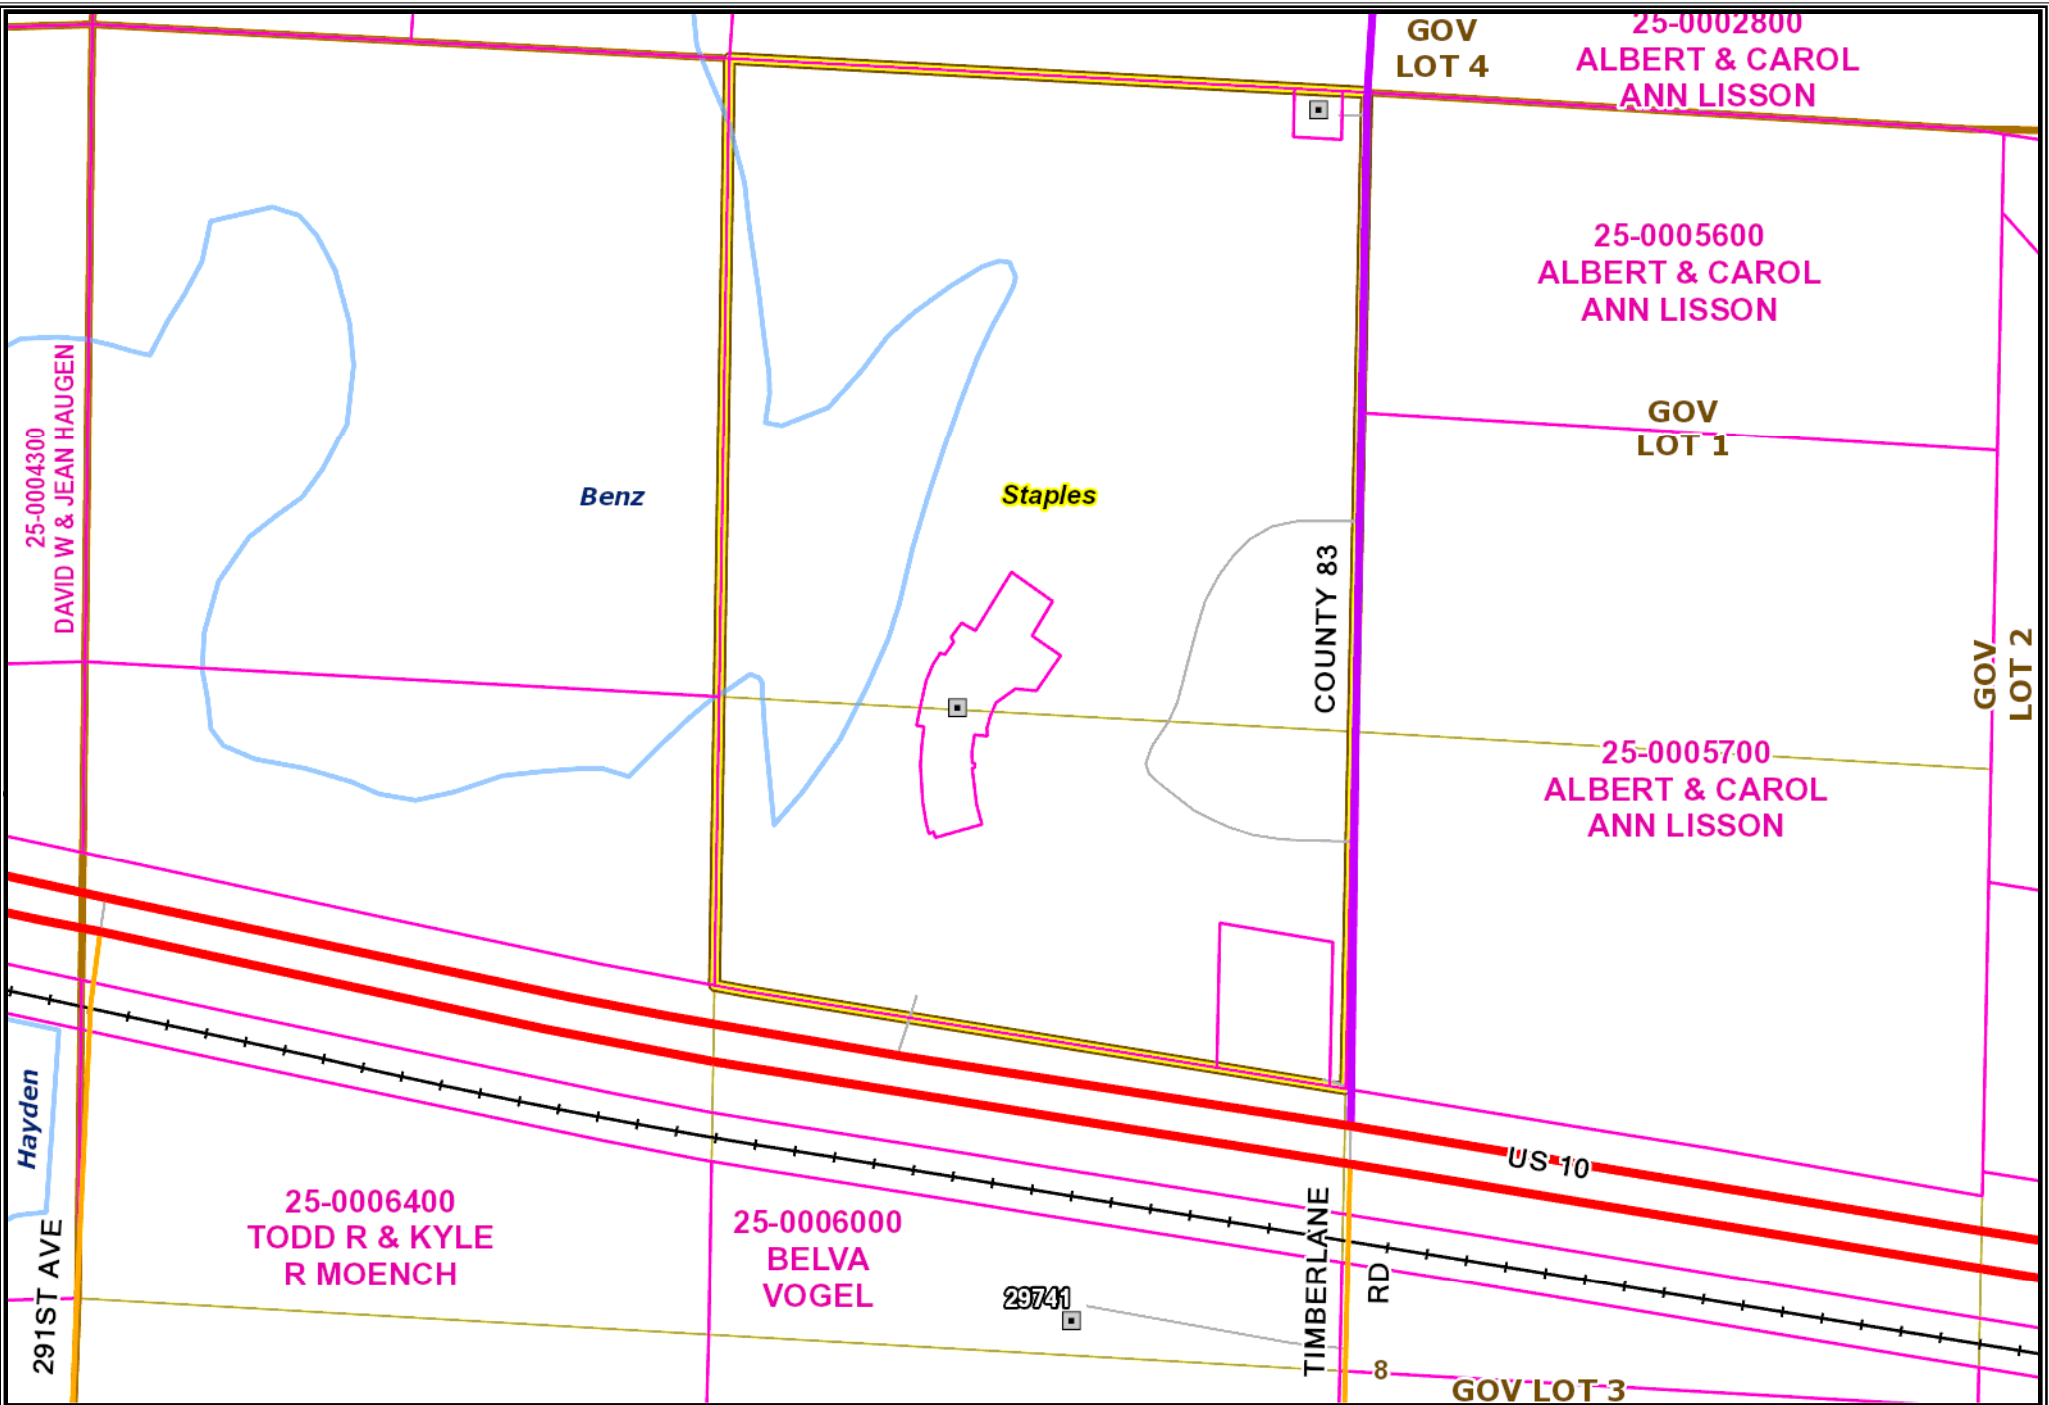 GOV
LOT 4
25-0002800
ALBERT & CAROL
ANN LISSON
25-0005600
ALBERT & CAROL
ANN LISSON
GOV
LOT 1
25-0004300
DAVID W & JEAN HAUGEN
Benz
Staples
COUNTY 83
GOV
LOT 2
25-0005700
ALBERT & CAROL
ANN LISSON
Hayden
US 10
25-0006400
TODD R & KYLE
R MOENCH
25-0006000
BELVA
VOGEL
291ST AVE
29741
TIMBERLANE
RD
8
GOV LOT 3